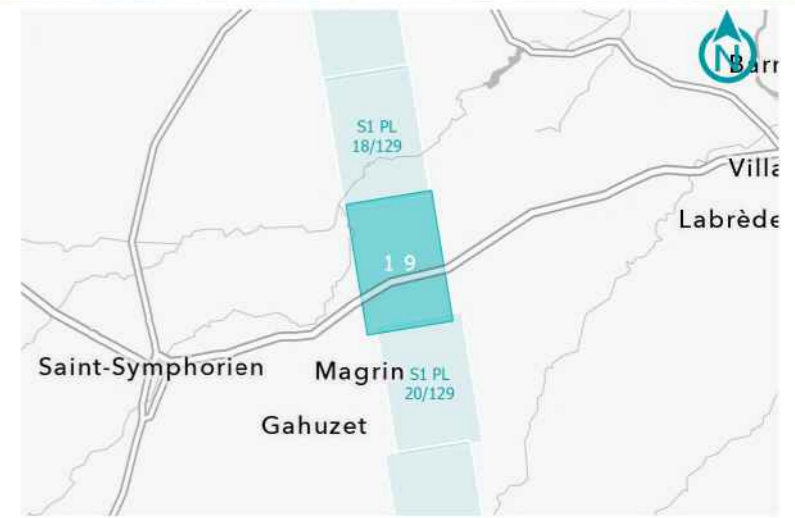 N
Barr
S1 PL
18/129
Villa
Labrède
1 9
Saint-Symphorien
Magrin
S1 PL
20/129
Gahuzet